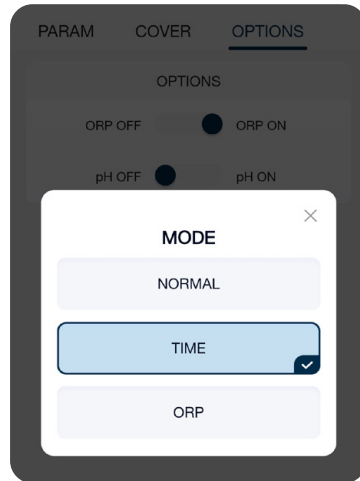 PARAM COVER OPTIONS
OPTIONS
ORP OFF ORP ON
pH OFF pH ON
MODE
NORMAL
TIME
ORP